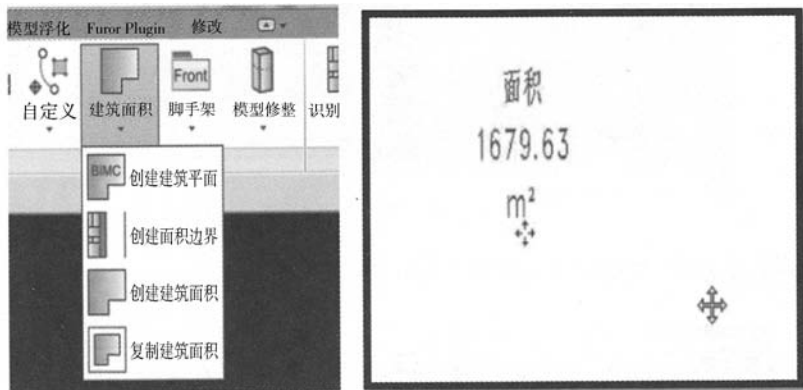 模型浮化 Furor Plugin 修改
Front
自定义 建筑面积 脚手架 模型修整 识别
BIMC 创建建筑平面
创建面积边界
创建建筑面积
复制建筑面积
面积
1679.63
m²